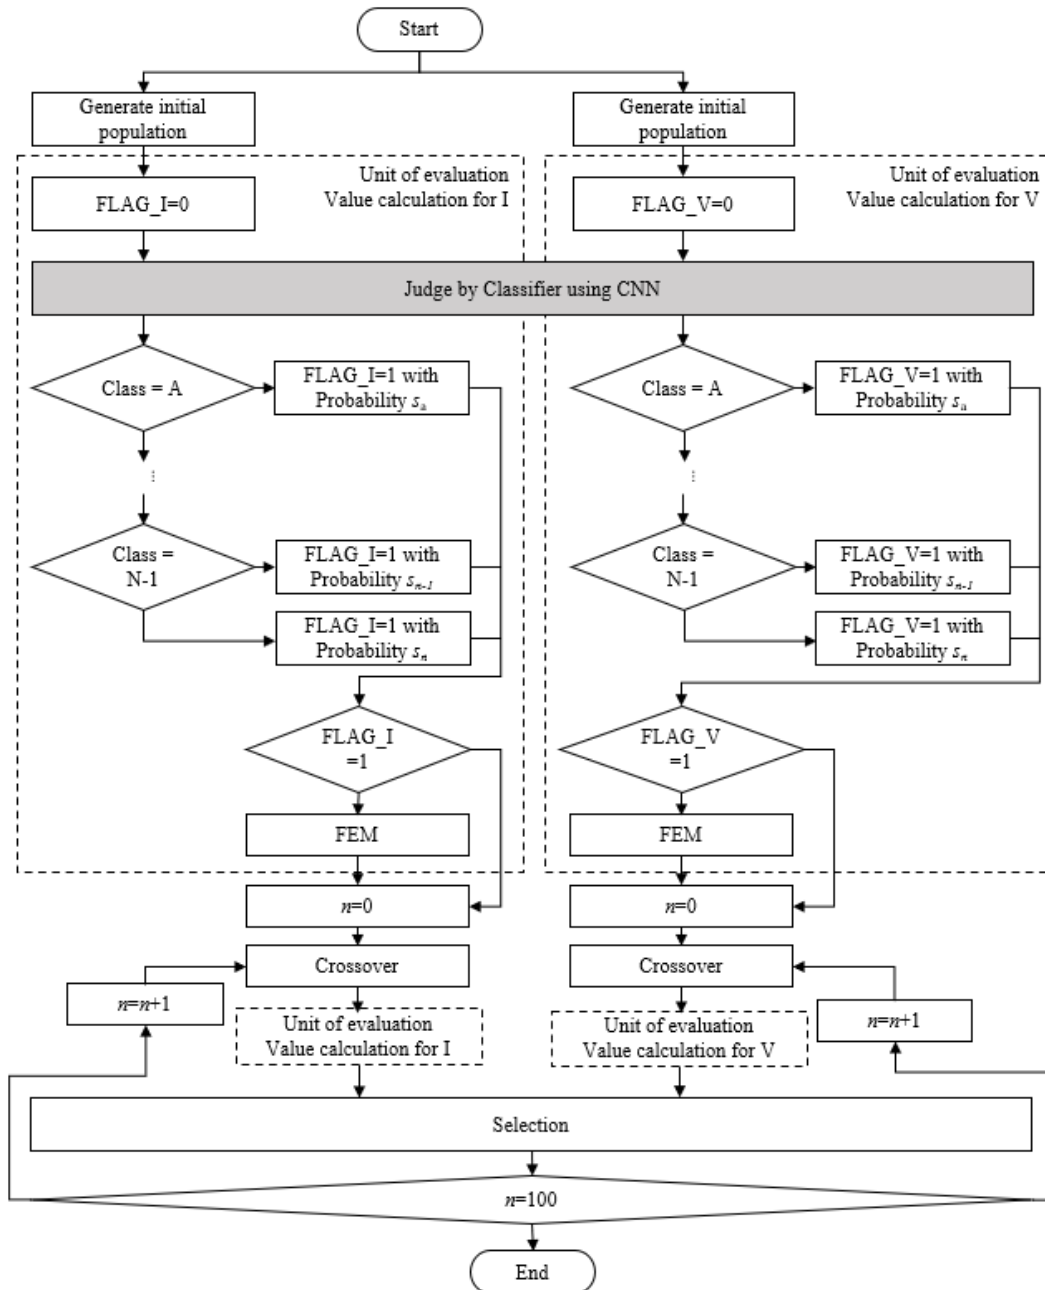 Start
Generate initial
population
Generate initial
population
Unit of evaluation
Value calculation for I
Unit of evaluation
Value calculation for V
FLAG_I=0
FLAG_V=0
Judge by Classifier using CNN
Class = A
FLAG_I=1 with
Probability sₐ
Class = A
FLAG_V=1 with
Probability sₐ
⋮
⋮
Class =
N-1
FLAG_I=1 with
Probability sₙ₋₁
Class =
N-1
FLAG_V=1 with
Probability sₙ₋₁
FLAG_I=1 with
Probability sₙ
FLAG_V=1 with
Probability sₙ
FLAG_I
=1
FLAG_V
=1
FEM
FEM
n=0
n=0
Crossover
Crossover
n=n+1
n=n+1
Unit of evaluation
Value calculation for I
Unit of evaluation
Value calculation for V
Selection
n=100
End